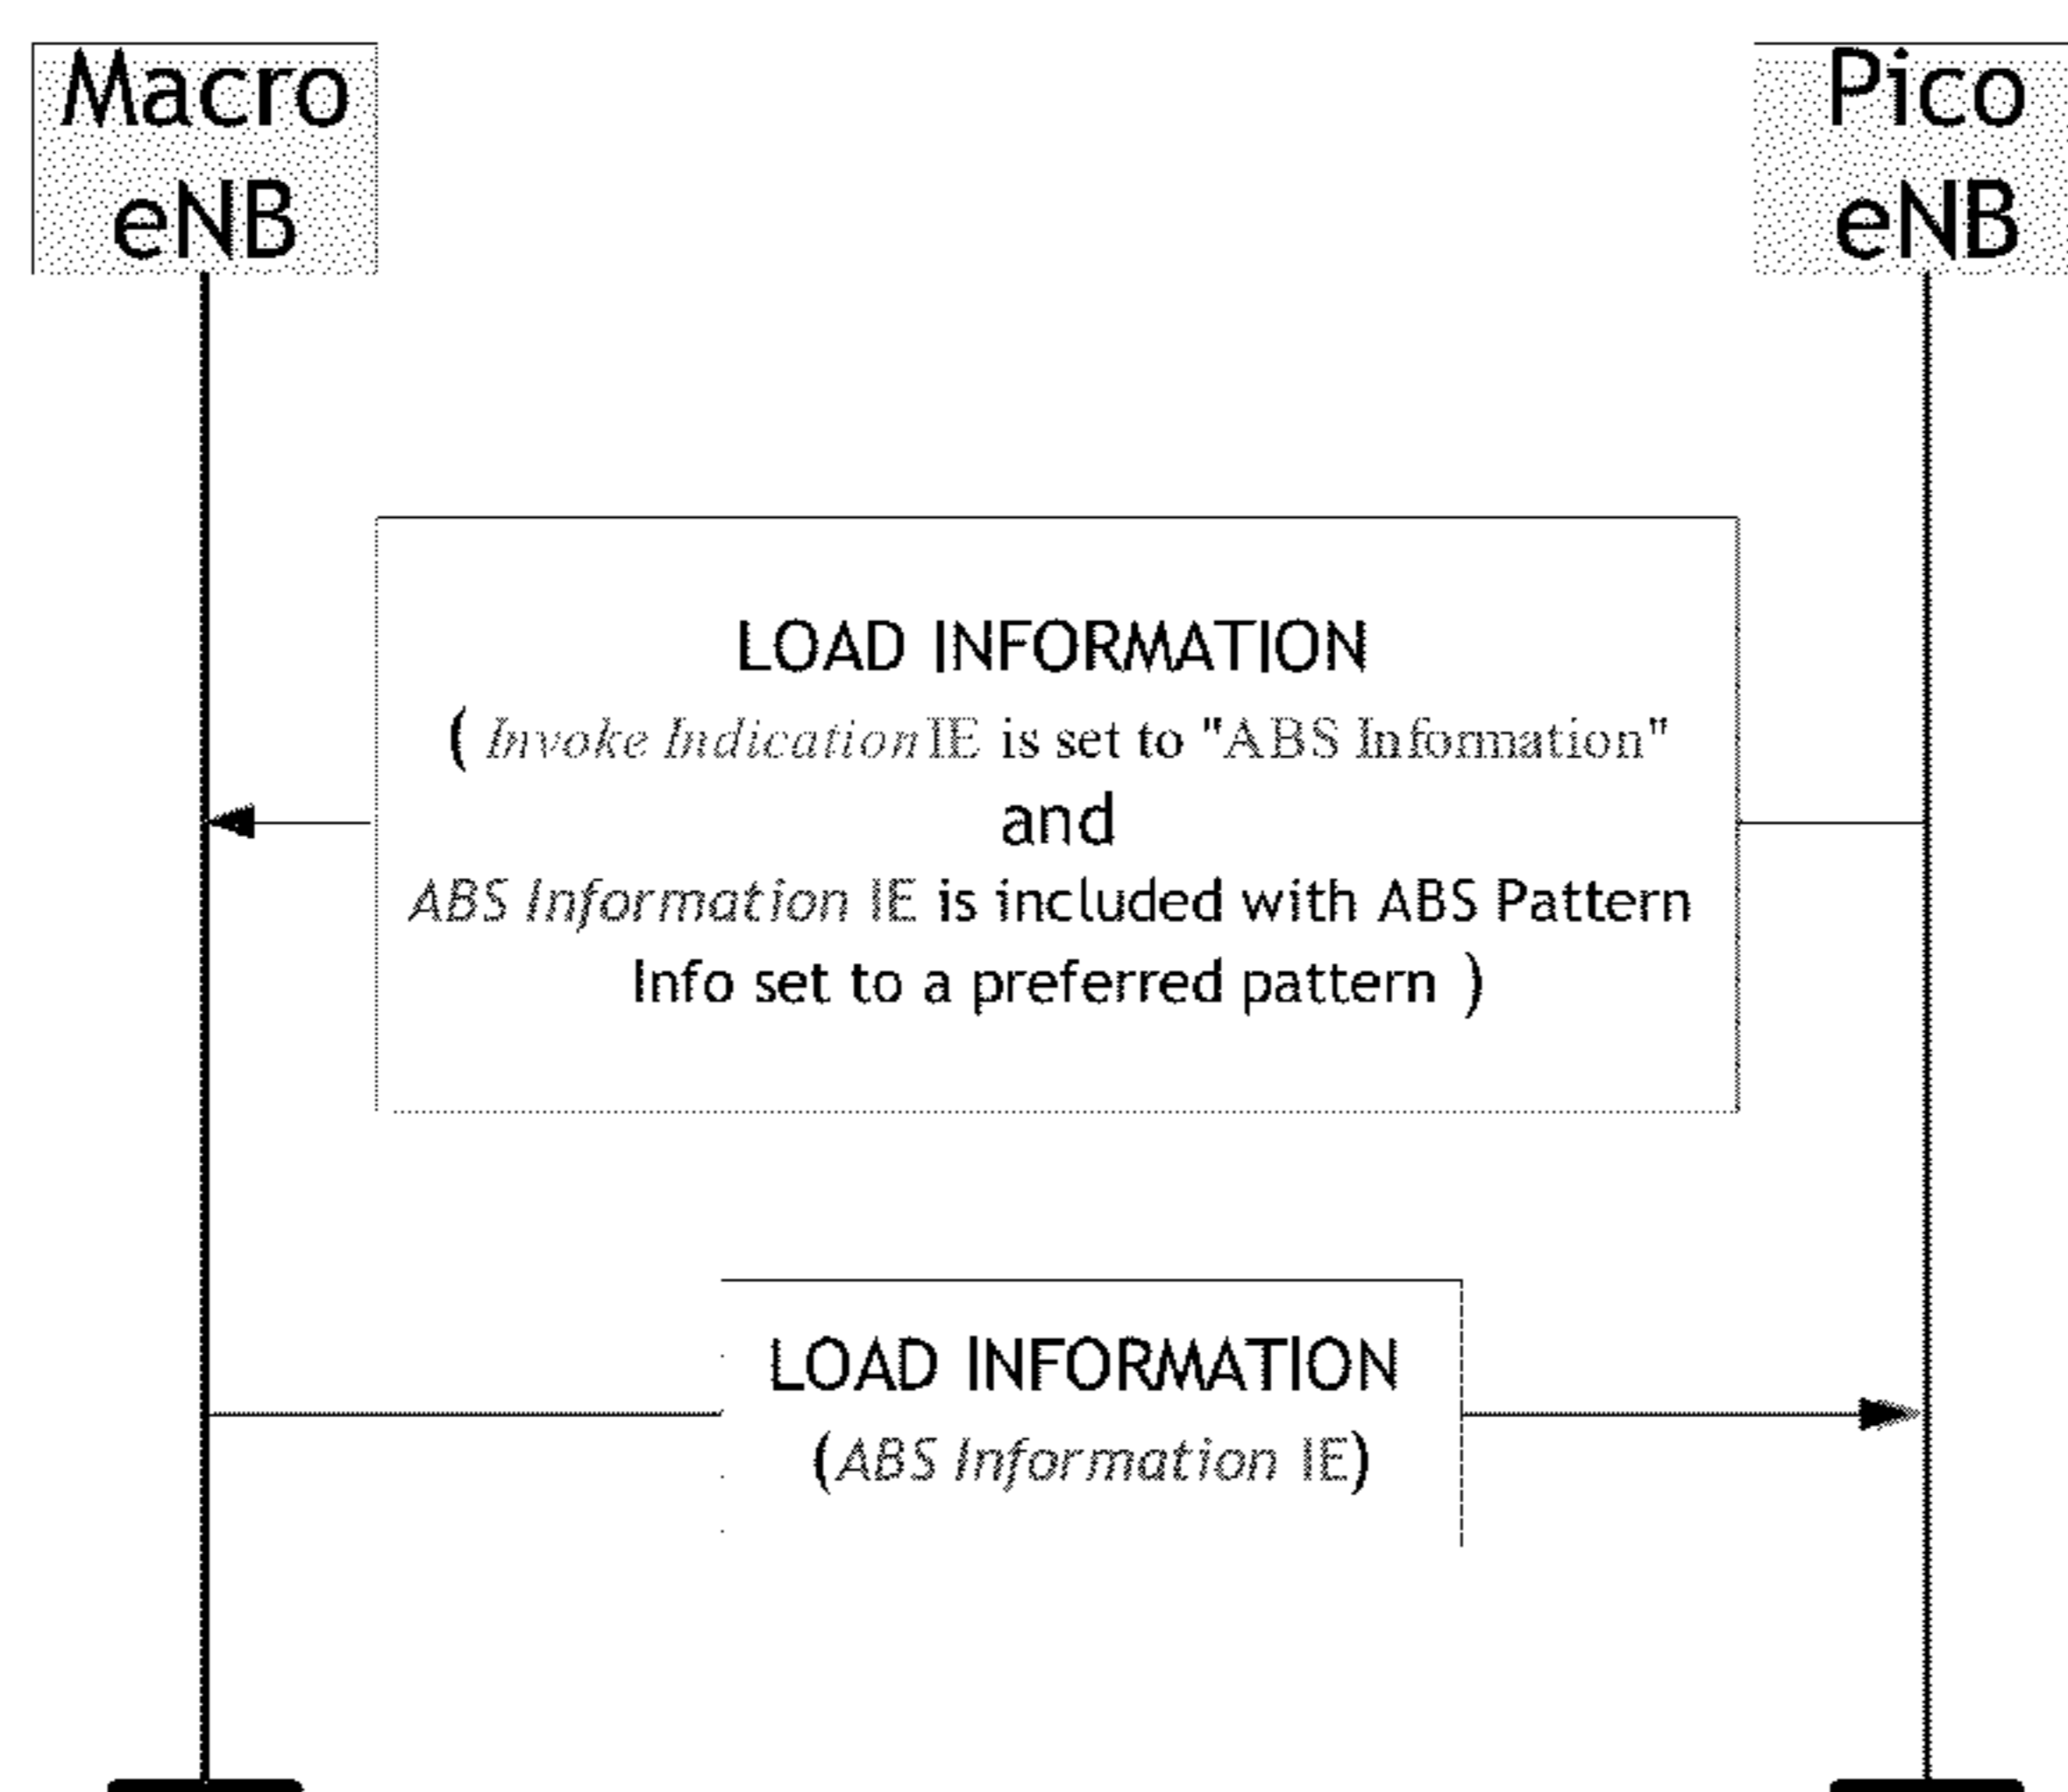 Macro
eNB
Pico
eNB
LOAD INFORMATION
( Invoke Indication IE is set to "ABS Information"
and
ABS Information IE is included with ABS Pattern
Info set to a preferred pattern )
LOAD INFORMATION
(ABS Information IE)